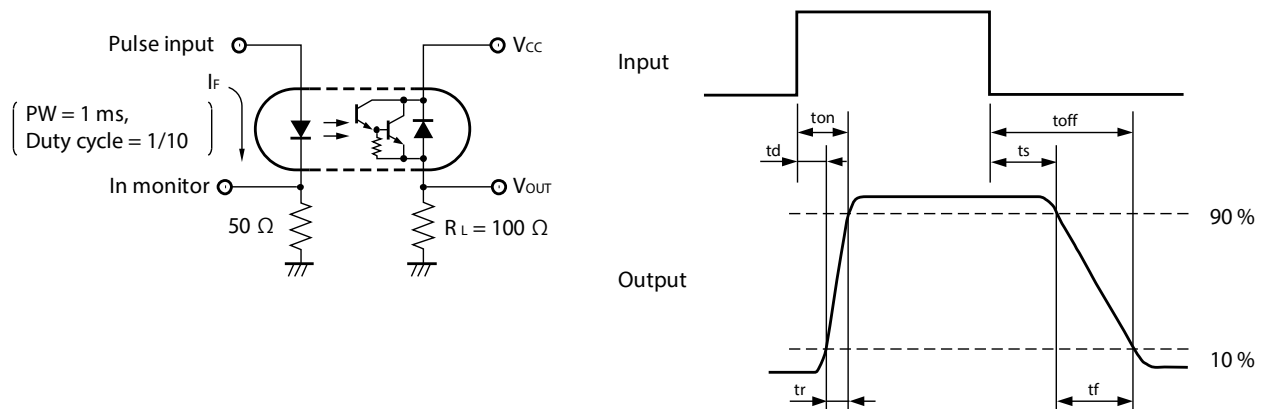 Pulse input
VCC
IF
PW = 1 ms,
Duty cycle = 1/10
In monitor
VOUT
50 Ω
R L = 100 Ω
Input
ton
toff
td
ts
90 %
Output
10 %
tr
tf